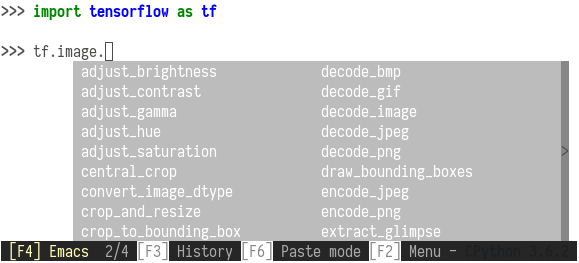 >>> import tensorflow as tf
>>> tf.image.
adjust_brightness decode_bmp
adjust_contrast decode_gif
adjust_gamma decode_image
adjust_hue decode_jpeg
adjust_saturation decode_png >
central_crop draw_bounding_boxes
convert_image_dtype encode_jpeg
crop_and_resize encode_png
crop_to_bounding_box extract_glimpse
[F4] Emacs 2/4 [F3] History [F6] Paste mode [F2] Menu - CPython 3.6.2